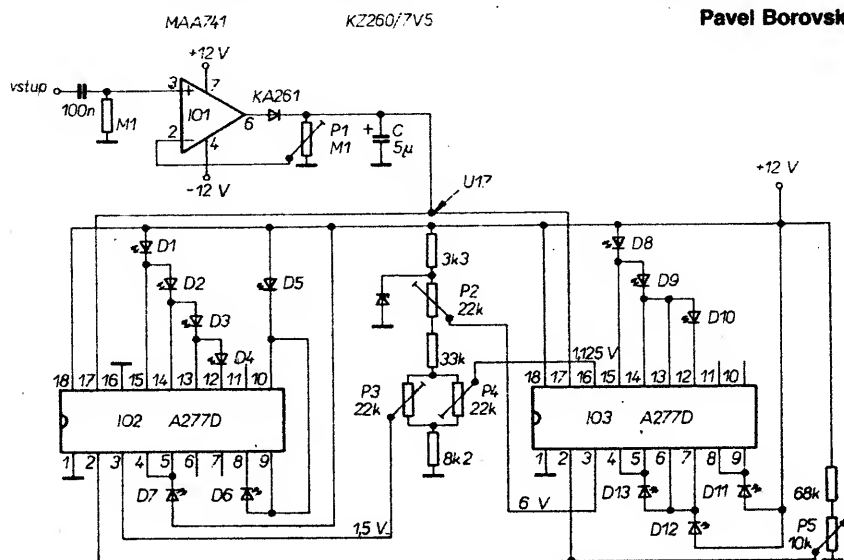 MAA741
KZ260/7V5
Pavel Borovsk
+12 V
vstup
100n
M1
3
+
7
IO1
2
4
6
-12 V
KA261
P1
M1
+
C
5µ
U17
+12 V
D1
D2
D3
D4
D5
3k3
P2
22k
33k
P3
22k
P4
22k
8k2
D8
D9
D10
1,125 V
18 17 16 15 14 13 12 11 10
IO2 A277D
1 2 3 4 5 6 7 8 9
18 17 16 15 14 13 12 11 10
IO3 A277D
1 2 3 4 5 6 7 8 9
D7
D6
1,5 V
6 V
D13
D12
D11
68k
P5
10k